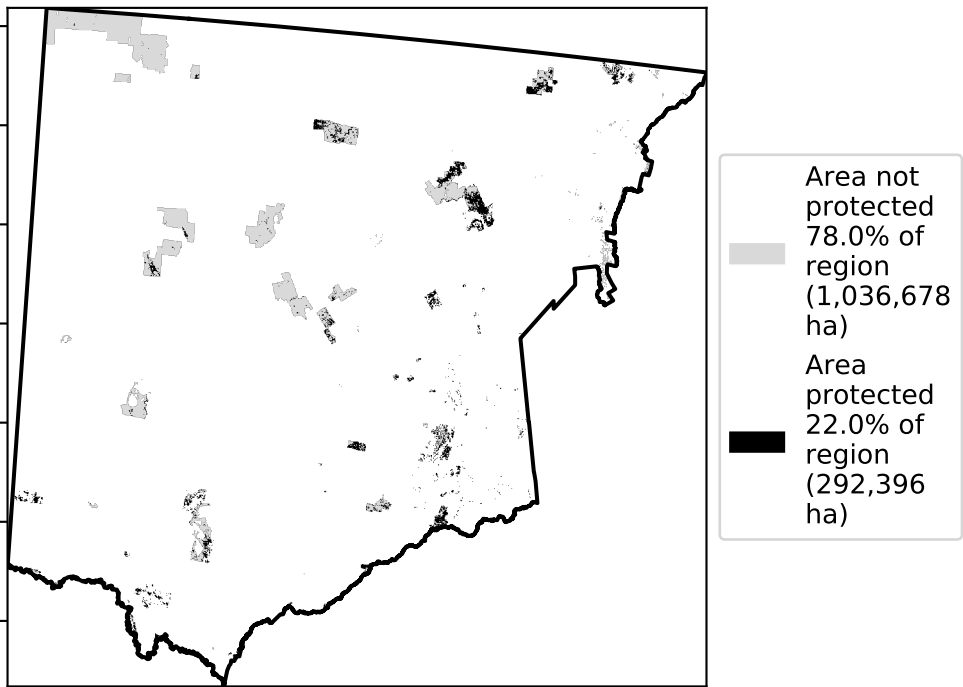 Area not
protected
78.0% of
region
(1,036,678
ha)
Area
protected
22.0% of
region
(292,396
ha)